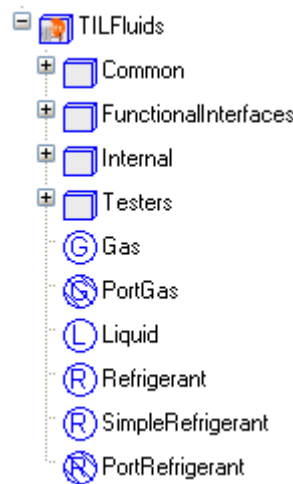 TILFluids
Common
FunctionalInterfaces
Internal
Testers
G Gas
G PortGas
L Liquid
R Refrigerant
R SimpleRefrigerant
R PortRefrigerant